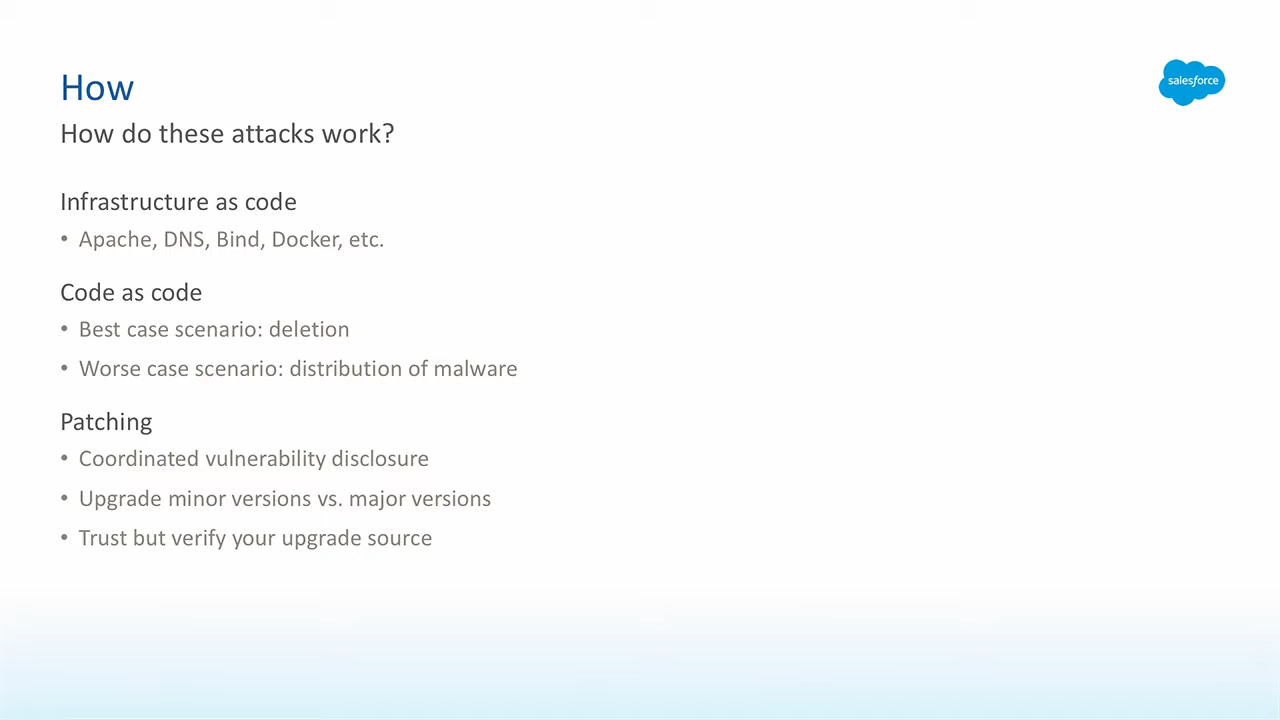 How
salesforce
How do these attacks work?
Infrastructure as code
• Apache, DNS, Bind, Docker, etc.
Code as code
• Best case scenario: deletion
• Worse case scenario: distribution of malware
Patching
• Coordinated vulnerability disclosure
• Upgrade minor versions vs. major versions
• Trust but verify your upgrade source